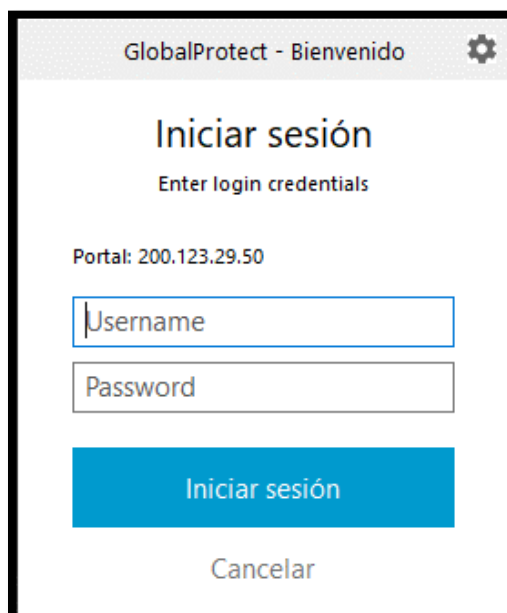 GlobalProtect - Bienvenido
Iniciar sesión
Enter login credentials
Portal: 200.123.29.50
Username
Password
Iniciar sesión
Cancelar